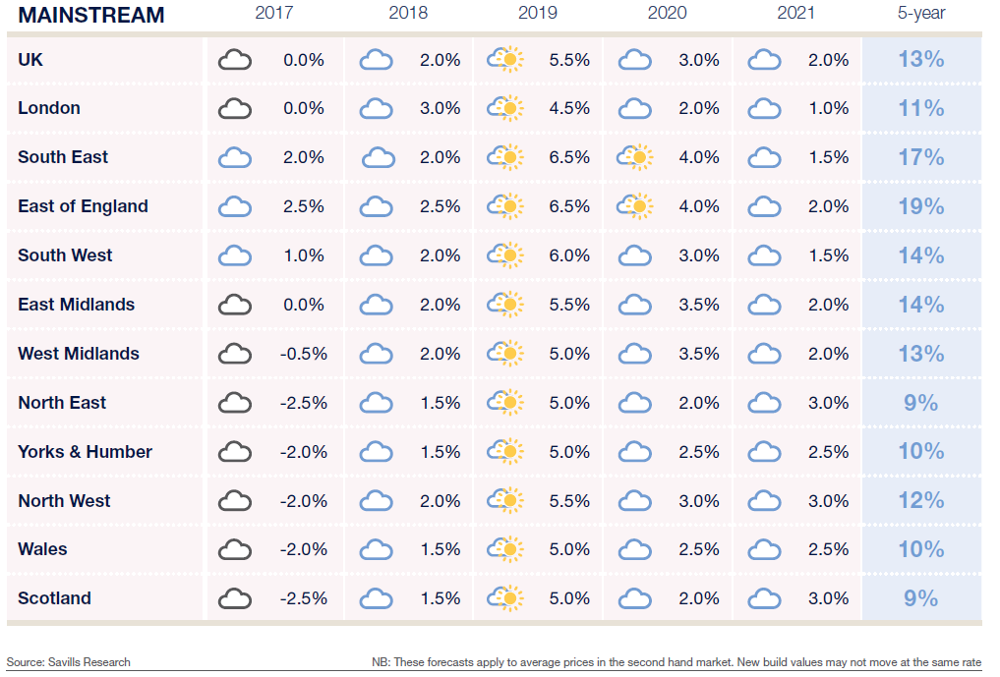 MAINSTREAM 2017 2018 2019 2020 2021 5-year
UK 0.0% 2.0% 5.5% 3.0% 2.0% 13%
London 0.0% 3.0% 4.5% 2.0% 1.0% 11%
South East 2.0% 2.0% 6.5% 4.0% 1.5% 17%
East of England 2.5% 2.5% 6.5% 4.0% 2.0% 19%
South West 1.0% 2.0% 6.0% 3.0% 1.5% 14%
East Midlands 0.0% 2.0% 5.5% 3.5% 2.0% 14%
West Midlands -0.5% 2.0% 5.0% 3.5% 2.0% 13%
North East -2.5% 1.5% 5.0% 2.0% 3.0% 9%
Yorks & Humber -2.0% 1.5% 5.0% 2.5% 2.5% 10%
North West -2.0% 2.0% 5.5% 3.0% 3.0% 12%
Wales -2.0% 1.5% 5.0% 2.5% 2.5% 10%
Scotland -2.5% 1.5% 5.0% 2.0% 3.0% 9%
Source: Savills Research NB: These forecasts apply to average prices in the second hand market. New build values may not move at the same rate